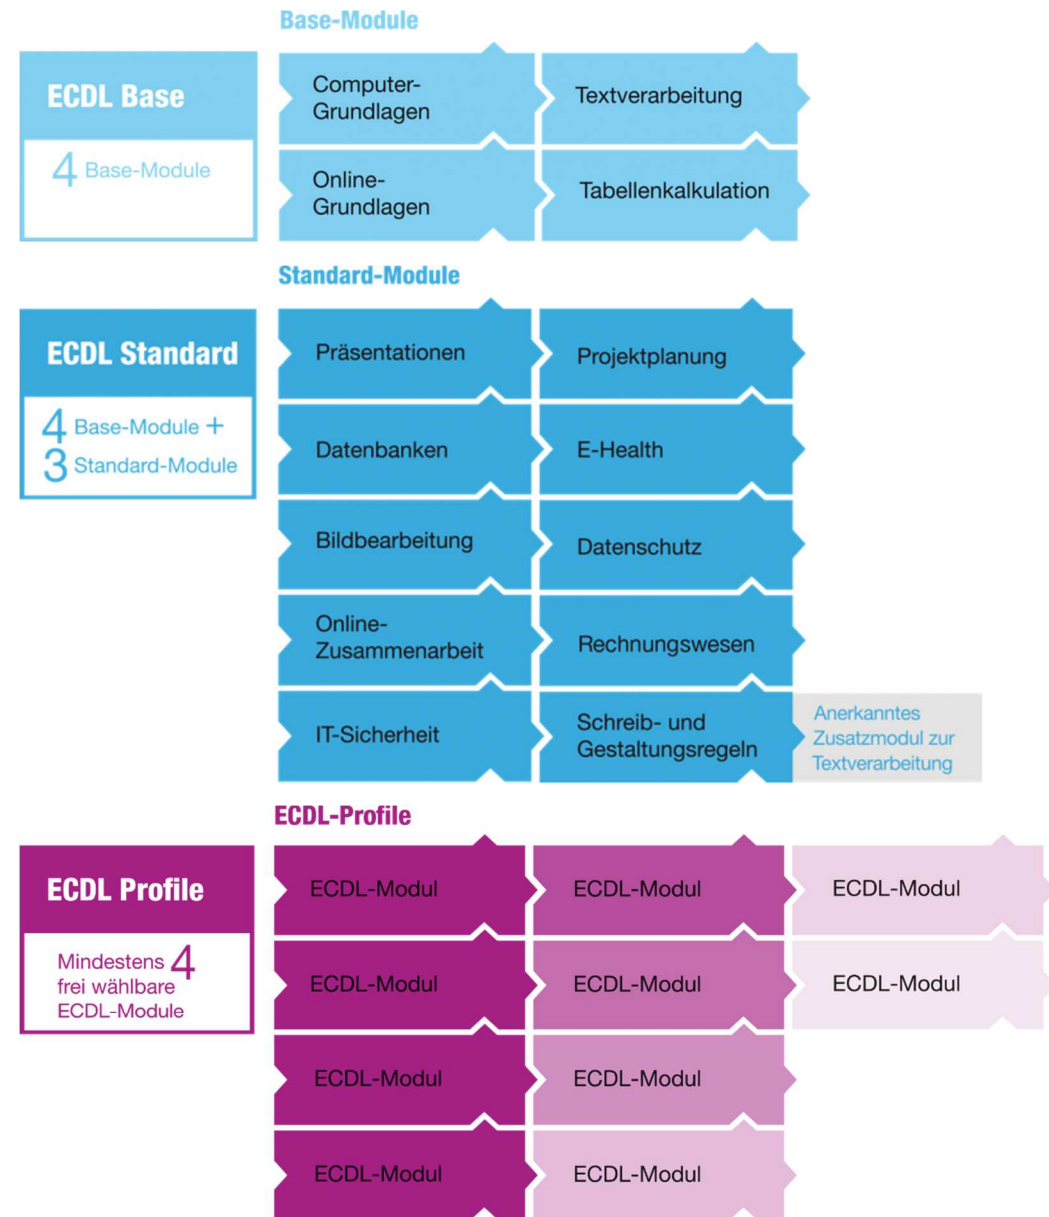 Base-Module
ECDL Base
4 Base-Module
Computer-
Grundlagen
Textverarbeitung
Online-
Grundlagen
Tabellenkalkulation
Standard-Module
ECDL Standard
4 Base-Module +
3 Standard-Module
Präsentationen
Projektplanung
Datenbanken
E-Health
Bildbearbeitung
Datenschutz
Online-
Zusammenarbeit
Rechnungswesen
IT-Sicherheit
Schreib- und
Gestaltungsregeln
Anerkanntes
Zusatzmodul zur
Textverarbeitung
ECDL-Profile
ECDL Profile
Mindestens 4
frei wählbare
ECDL-Module
ECDL-Modul
ECDL-Modul
ECDL-Modul
ECDL-Modul
ECDL-Modul
ECDL-Modul
ECDL-Modul
ECDL-Modul
ECDL-Modul
ECDL-Modul